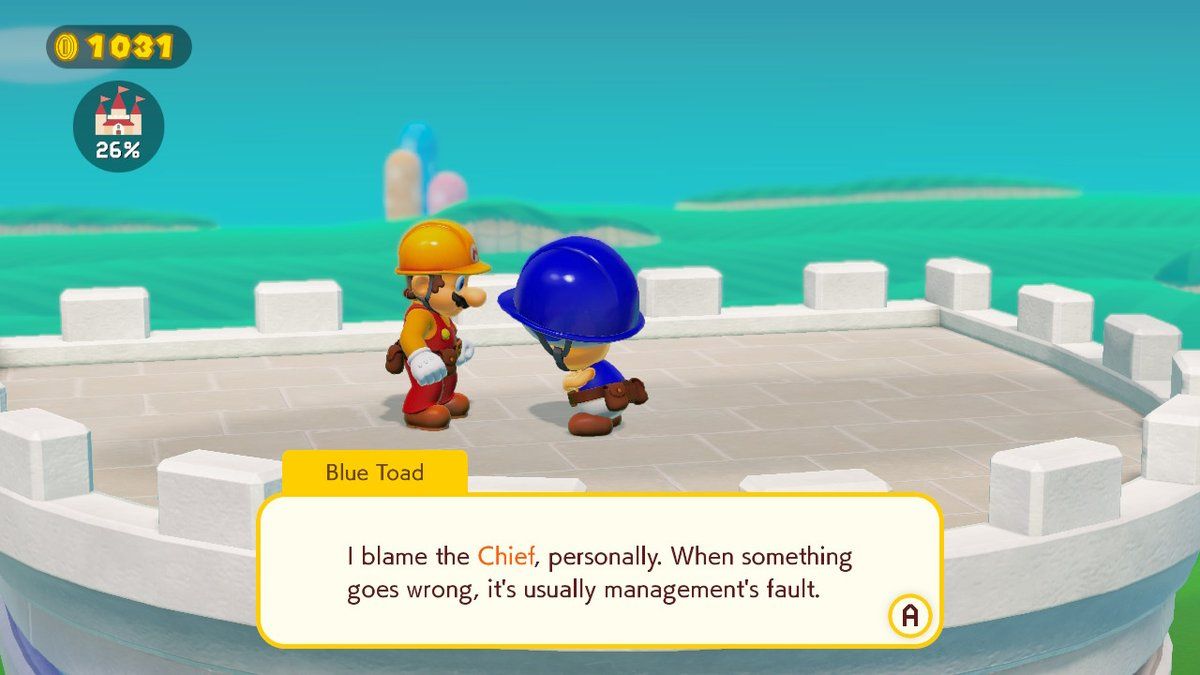 1031
26%
Blue Toad
I blame the Chief, personally. When something
goes wrong, it's usually management's fault.
A